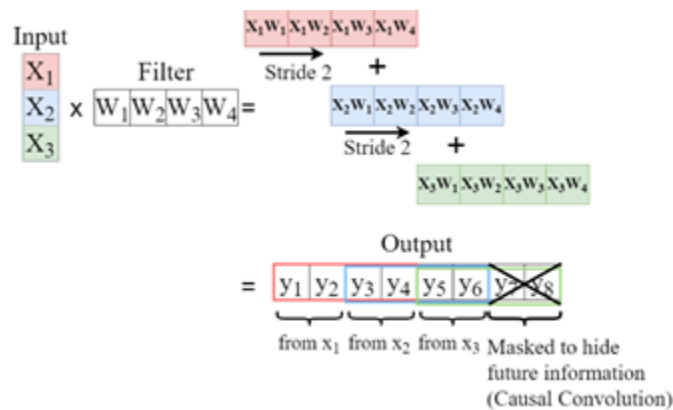 Input
X₁
X₂
X₃
x
Filter
W₁ W₂ W₃ W₄
=
X₁W₁ X₁W₂ X₁W₃ X₁W₄
Stride 2
+
X₂W₁ X₂W₂ X₂W₃ X₂W₄
Stride 2
+
X₃W₁ X₃W₂ X₃W₃ X₃W₄
Output
= y₁ y₂ y₃ y₄ y₅ y₆ y₇ y₈
from x₁ from x₂ from x₃ Masked to hide
future information
(Causal Convolution)